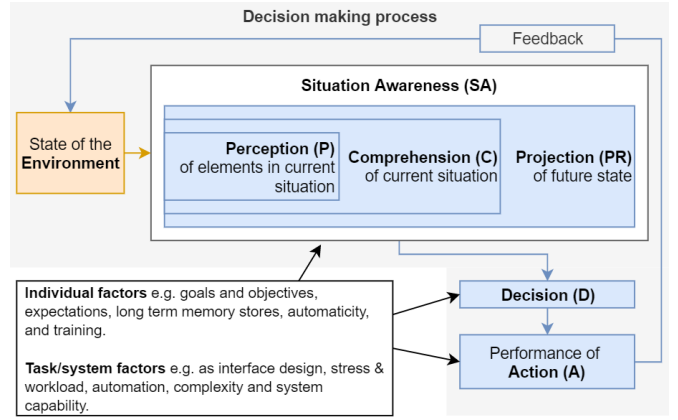 Decision making process
Feedback
Situation Awareness (SA)
State of the
Environment
Perception (P)
of elements in current
situation
Comprehension (C)
of current situation
Projection (PR)
of future state
Individual factors e.g. goals and objectives,
expectations, long term memory stores, automaticity,
and training.
Task/system factors e.g. as interface design, stress &
workload, automation, complexity and system
capability.
Decision (D)
Performance of
Action (A)